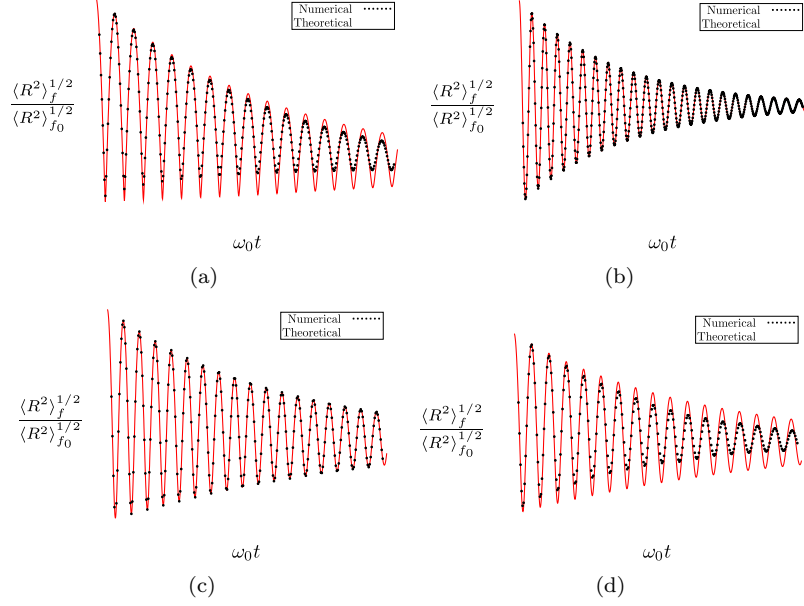 Numerical
Theoretical
⟨R²⟩_f^{1/2}
⟨R²⟩_{f₀}^{1/2}
ω₀t
(a)
Numerical
Theoretical
⟨R²⟩_f^{1/2}
⟨R²⟩_{f₀}^{1/2}
ω₀t
(b)
Numerical
Theoretical
⟨R²⟩_f^{1/2}
⟨R²⟩_{f₀}^{1/2}
ω₀t
(c)
Numerical
Theoretical
⟨R²⟩_f^{1/2}
⟨R²⟩_{f₀}^{1/2}
ω₀t
(d)